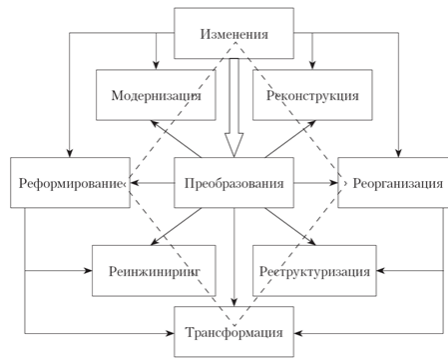 Изменения
Модернизация
Реконструкция
Реформирование
Преобразования
Реорганизация
Реинжиниринг
Реструктуризация
Трансформация